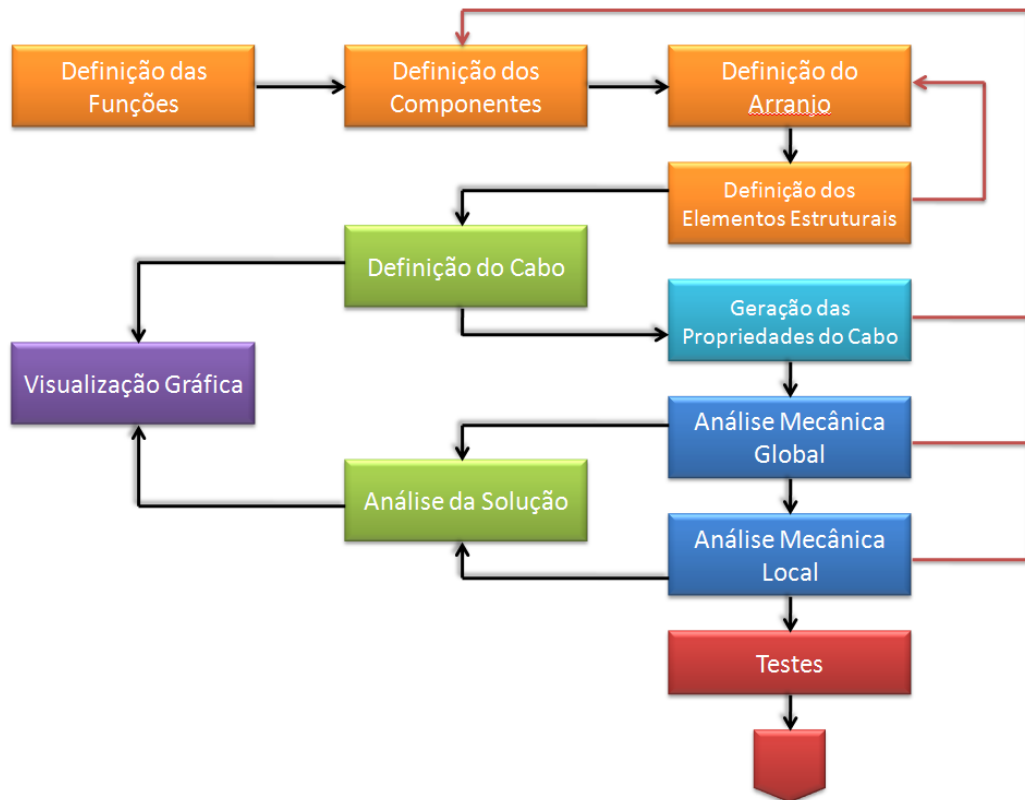 Definição das
Funções
Definição dos
Componentes
Definição do
Arranjo
Definição dos
Elementos Estruturais
Definição do Cabo
Geração das
Propriedades do Cabo
Visualização Gráfica
Análise Mecânica
Global
Análise da Solução
Análise Mecânica
Local
Testes